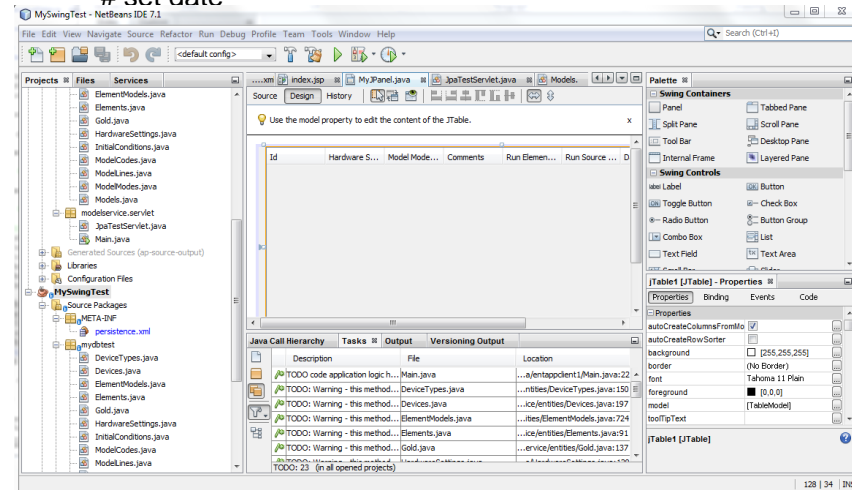 # set date
MySwingTest - NetBeans IDE 7.1
File Edit View Navigate Source Refactor Run Debug Profile Team Tools Window Help
Search (Ctrl+I)
<default config>
Projects Files Services
ElementModels.java
Elements.java
Gold.java
HardwareSettings.java
InitialConditions.java
ModelCodes.java
ModelLines.java
ModelModes.java
Models.java
modelservice.servlet
JpaTestServlet.java
Main.java
Generated Sources (ap-source-output)
Libraries
Configuration Files
MySwingTest
Source Packages
META-INF
persistence.xml
mydbtest
DeviceTypes.java
Devices.java
ElementModels.java
Elements.java
Gold.java
HardwareSettings.java
InitialConditions.java
ModelCodes.java
ModelLines.java
....xm index.jsp MyJPanel.java JpaTestServlet.java Models.
Source Design History
Use the model property to edit the content of the JTable. x
Id Hardware S... Model Mode... Comments Run Elemen... Run Source ... D
Java Call Hierarchy Tasks Output Versioning Output
Description File Location
TODO code application logic h... Main.java ...a/entappclient1/Main.java:22
TODO: Warning - this method... DeviceTypes.java ...ntities/DeviceTypes.java:150
TODO: Warning - this method... Devices.java ...ice/entities/Devices.java:197
TODO: Warning - this method... ElementModels.java ...ities/ElementModels.java:724
TODO: Warning - this method... Elements.java ...ice/entities/Elements.java:91
TODO: Warning - this method... Gold.java ...ervice/entities/Gold.java:137
TODO: 23 (in all opened projects)
Palette
Swing Containers
Panel Tabbed Pane
Split Pane Scroll Pane
Tool Bar Desktop Pane
Internal Frame Layered Pane
Swing Controls
label Label OK Button
ON Toggle Button Check Box
Radio Button Button Group
Combo Box List
Text Field Text Area
jTable1 [JTable] - Properties
Properties Binding Events Code
Properties
autoCreateColumnsFromMo
autoCreateRowSorter
background [255,255,255]
border (No Border)
font Tahoma 11 Plain
foreground [0,0,0]
model [TableModel]
toolTipText
jTable1 [JTable]
128 | 34 INS